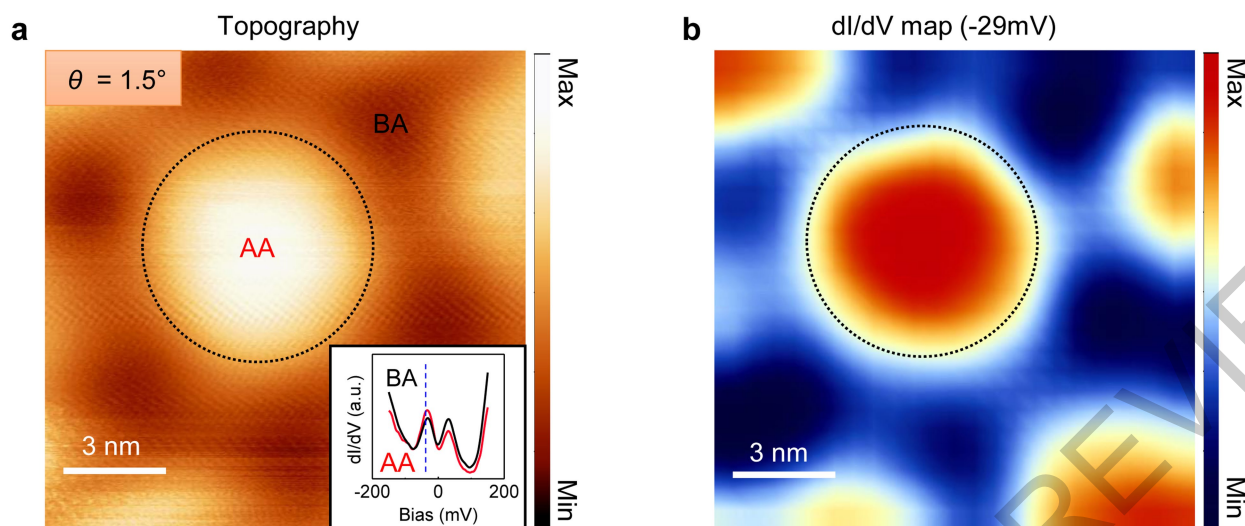 a
Topography
θ = 1.5°
BA
AA
3 nm
Max
Min
dI/dV (a.u.)
BA
AA
-200
0
200
Bias (mV)
b
dI/dV map (-29mV)
3 nm
Max
Min